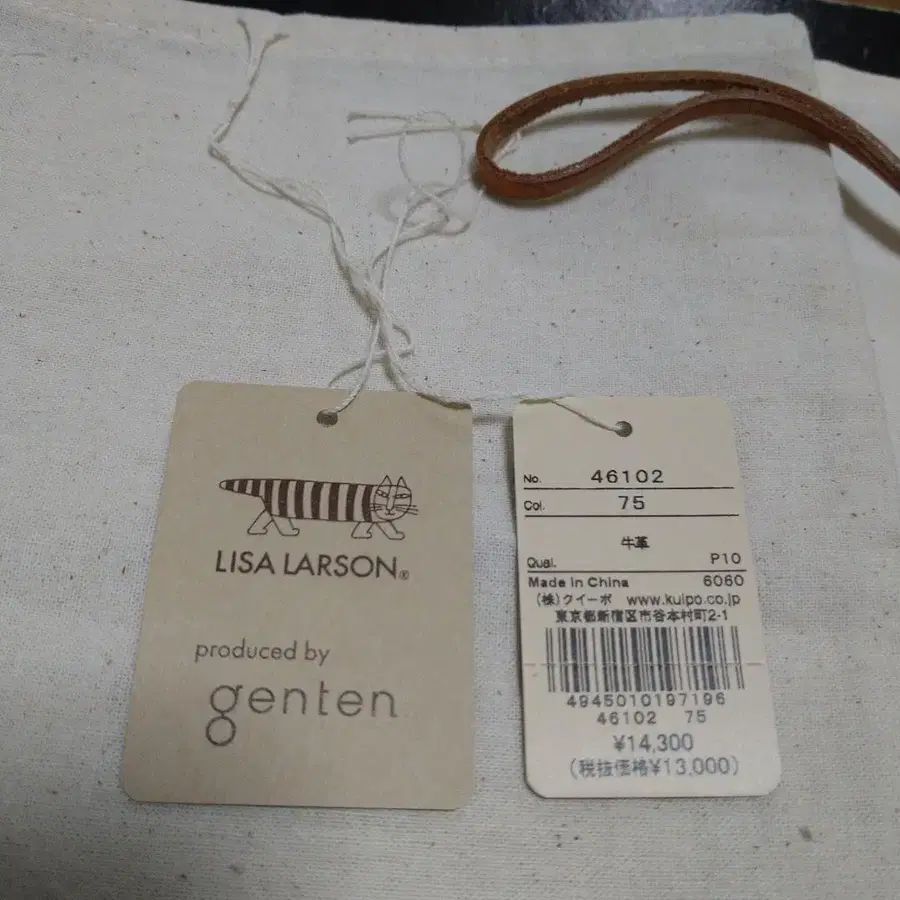 LISA LARSON®
produced by
genten
No. 46102
Col. 75
牛革
Qual. P10
Made in China 6060
(株)クイーポ www.kuipo.co.jp
東京都新宿区市谷本村町2-1
4945010197196
46102 75
¥14,300
(税抜価格¥13,000)